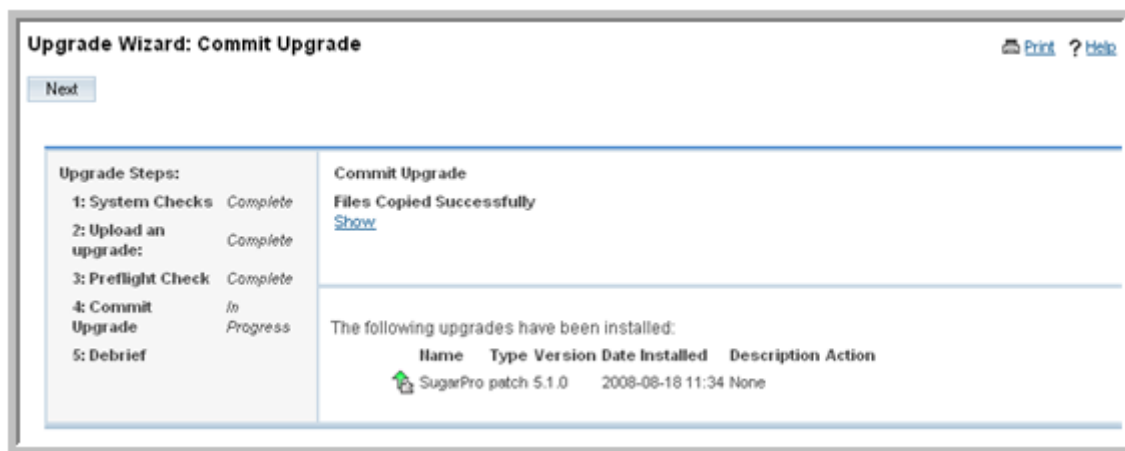 Upgrade Wizard: Commit Upgrade
Print ? Help
Next
Upgrade Steps:
1: System Checks Complete
2: Upload an
upgrade: Complete
3: Preflight Check Complete
4: Commit In
Upgrade Progress
5: Debrief
Commit Upgrade
Files Copied Successfully
Show
The following upgrades have been installed:
Name Type Version Date Installed Description Action
SugarPro patch 5.1.0 2008-08-18 11:34 None